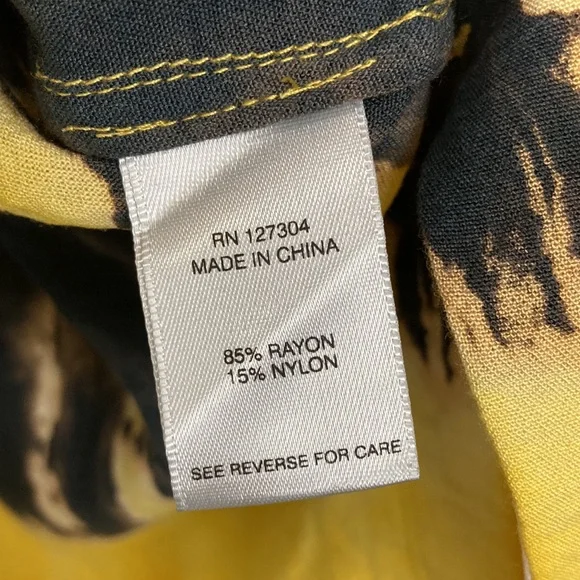 RN 127304
MADE IN CHINA
85% RAYON
15% NYLON
SEE REVERSE FOR CARE